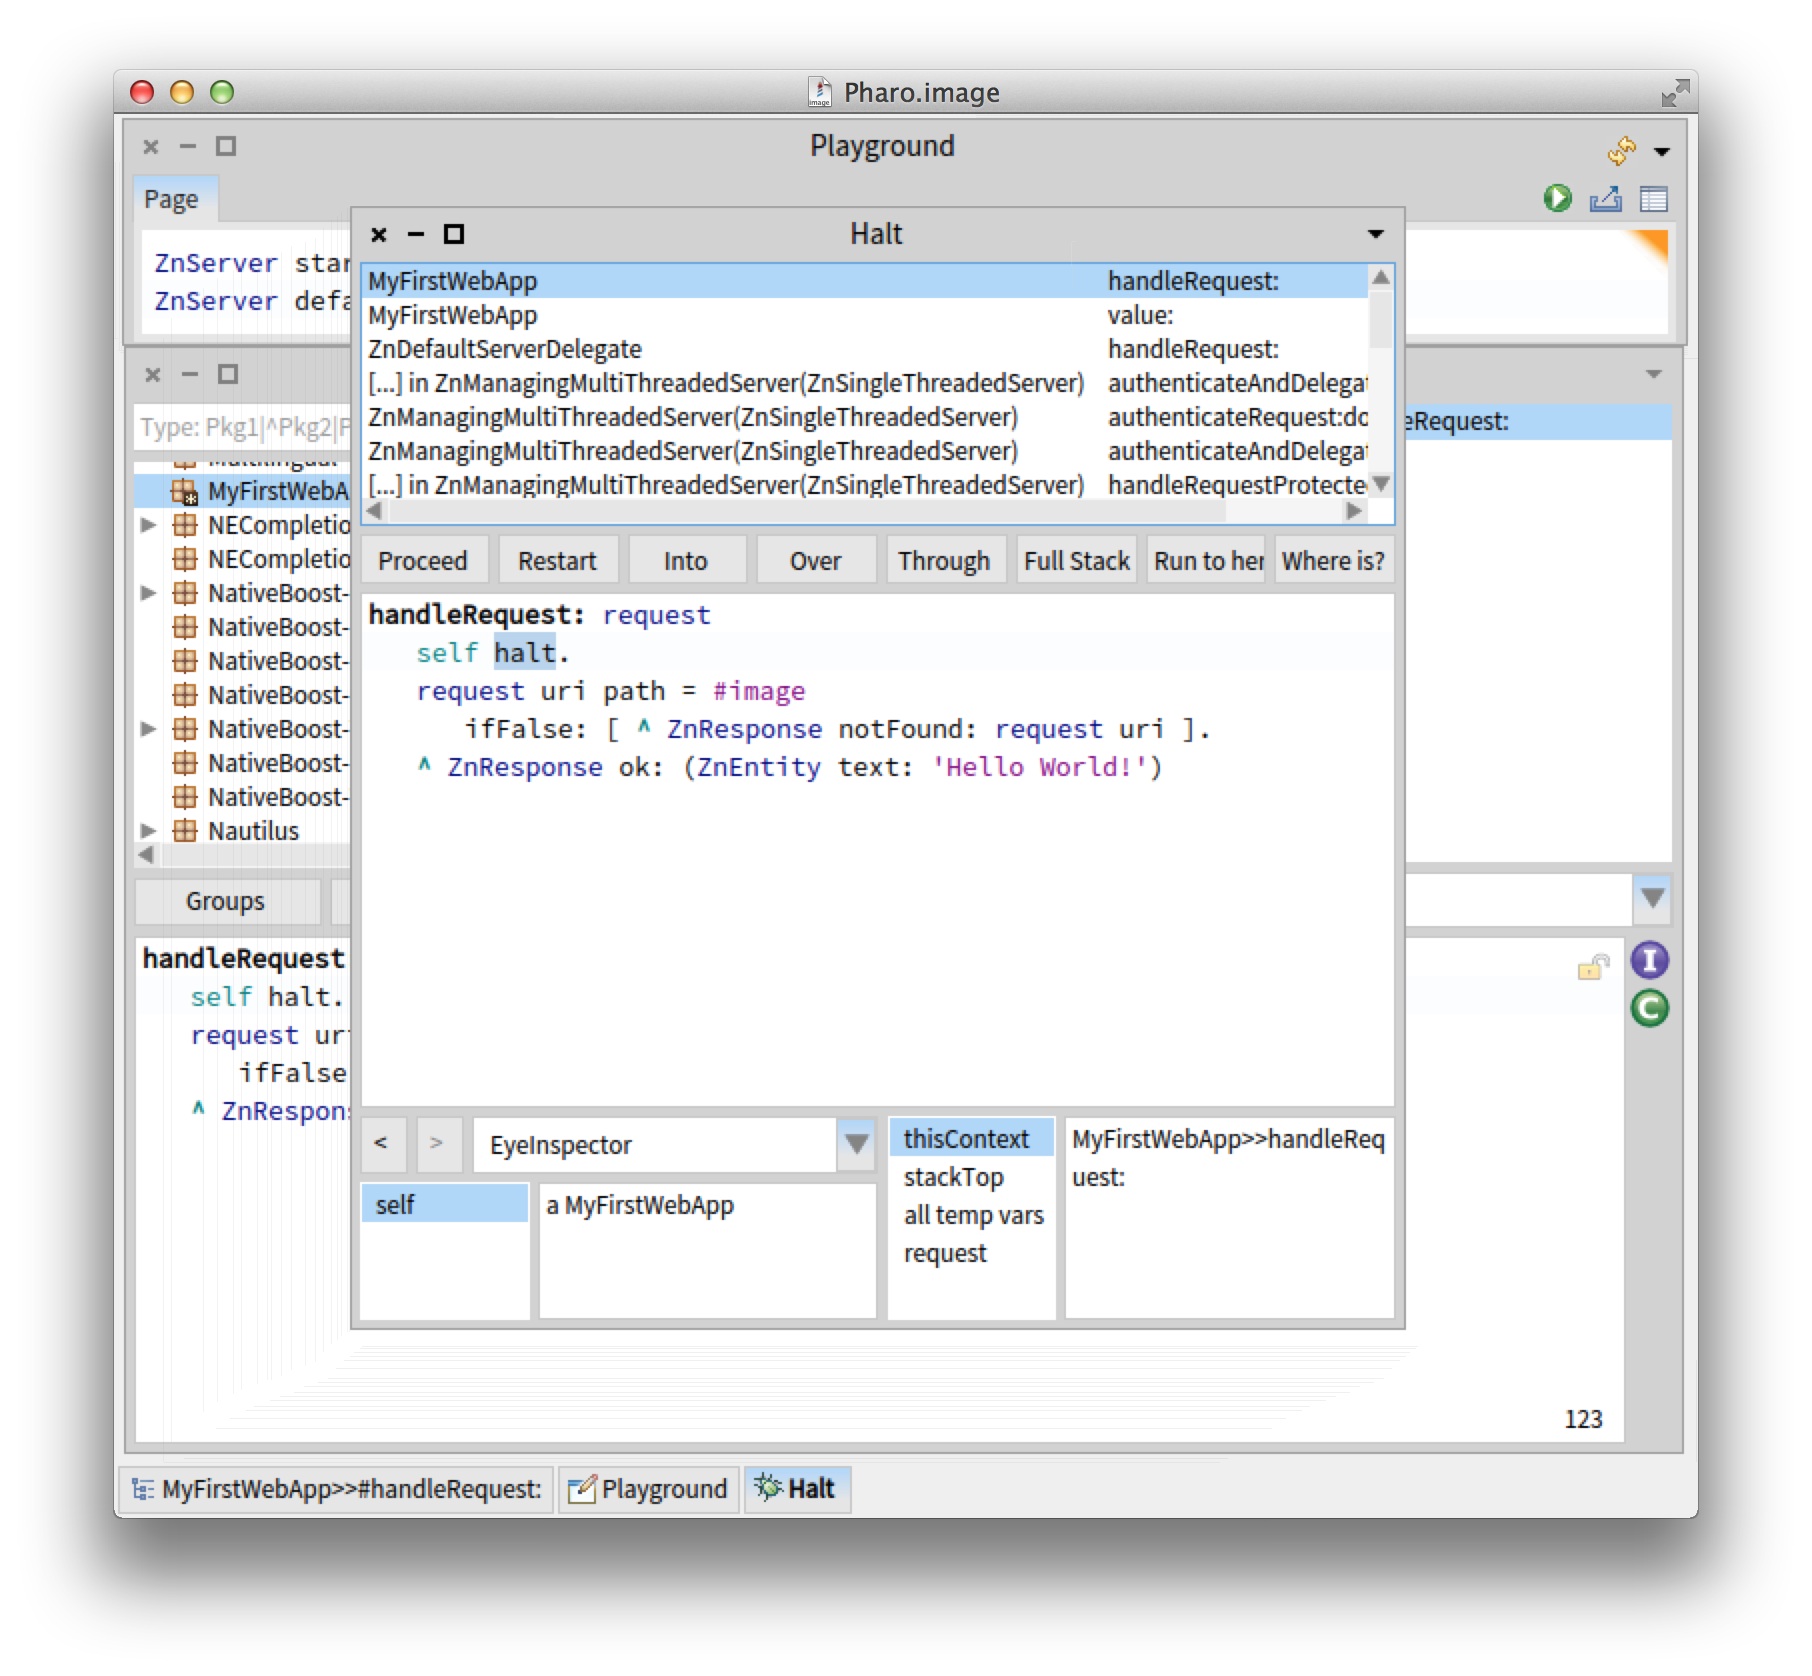 Pharo.image
Playground
Page
ZnServer
ZnServer
Halt
MyFirstWebApp handleRequest:
MyFirstWebApp value:
ZnDefaultServerDelegate handleRequest:
[...] in ZnManagingMultiThreadedServer(ZnSingleThreadedServer) authenticateAndDelegat
ZnManagingMultiThreadedServer(ZnSingleThreadedServer) authenticateRequest:do
ZnManagingMultiThreadedServer(ZnSingleThreadedServer) authenticateAndDelegat
[...] in ZnManagingMultiThreadedServer(ZnSingleThreadedServer) handleRequestProtecte
Proceed Restart Into Over Through Full Stack Run to her Where is?
handleRequest: request
self halt.
request uri path = #image
ifFalse: [ ^ ZnResponse notFound: request uri ].
^ ZnResponse ok: (ZnEntity text: 'Hello World!')
< > EyeInspector
self
a MyFirstWebApp
thisContext
stackTop
all temp vars
request
MyFirstWebApp>>handleReq
uest:
Type: Pkg1|^Pkg2|P
eRequest:
MyFirstWebA
NECompletio
NECompletio
NativeBoost-
NativeBoost-
NativeBoost-
NativeBoost-
NativeBoost-
NativeBoost-
NativeBoost-
Nautilus
Groups
handleRequest
self halt.
request ur
ifFalse
^ ZnRespon
I
C
123
MyFirstWebApp>>#handleRequest: Playground Halt